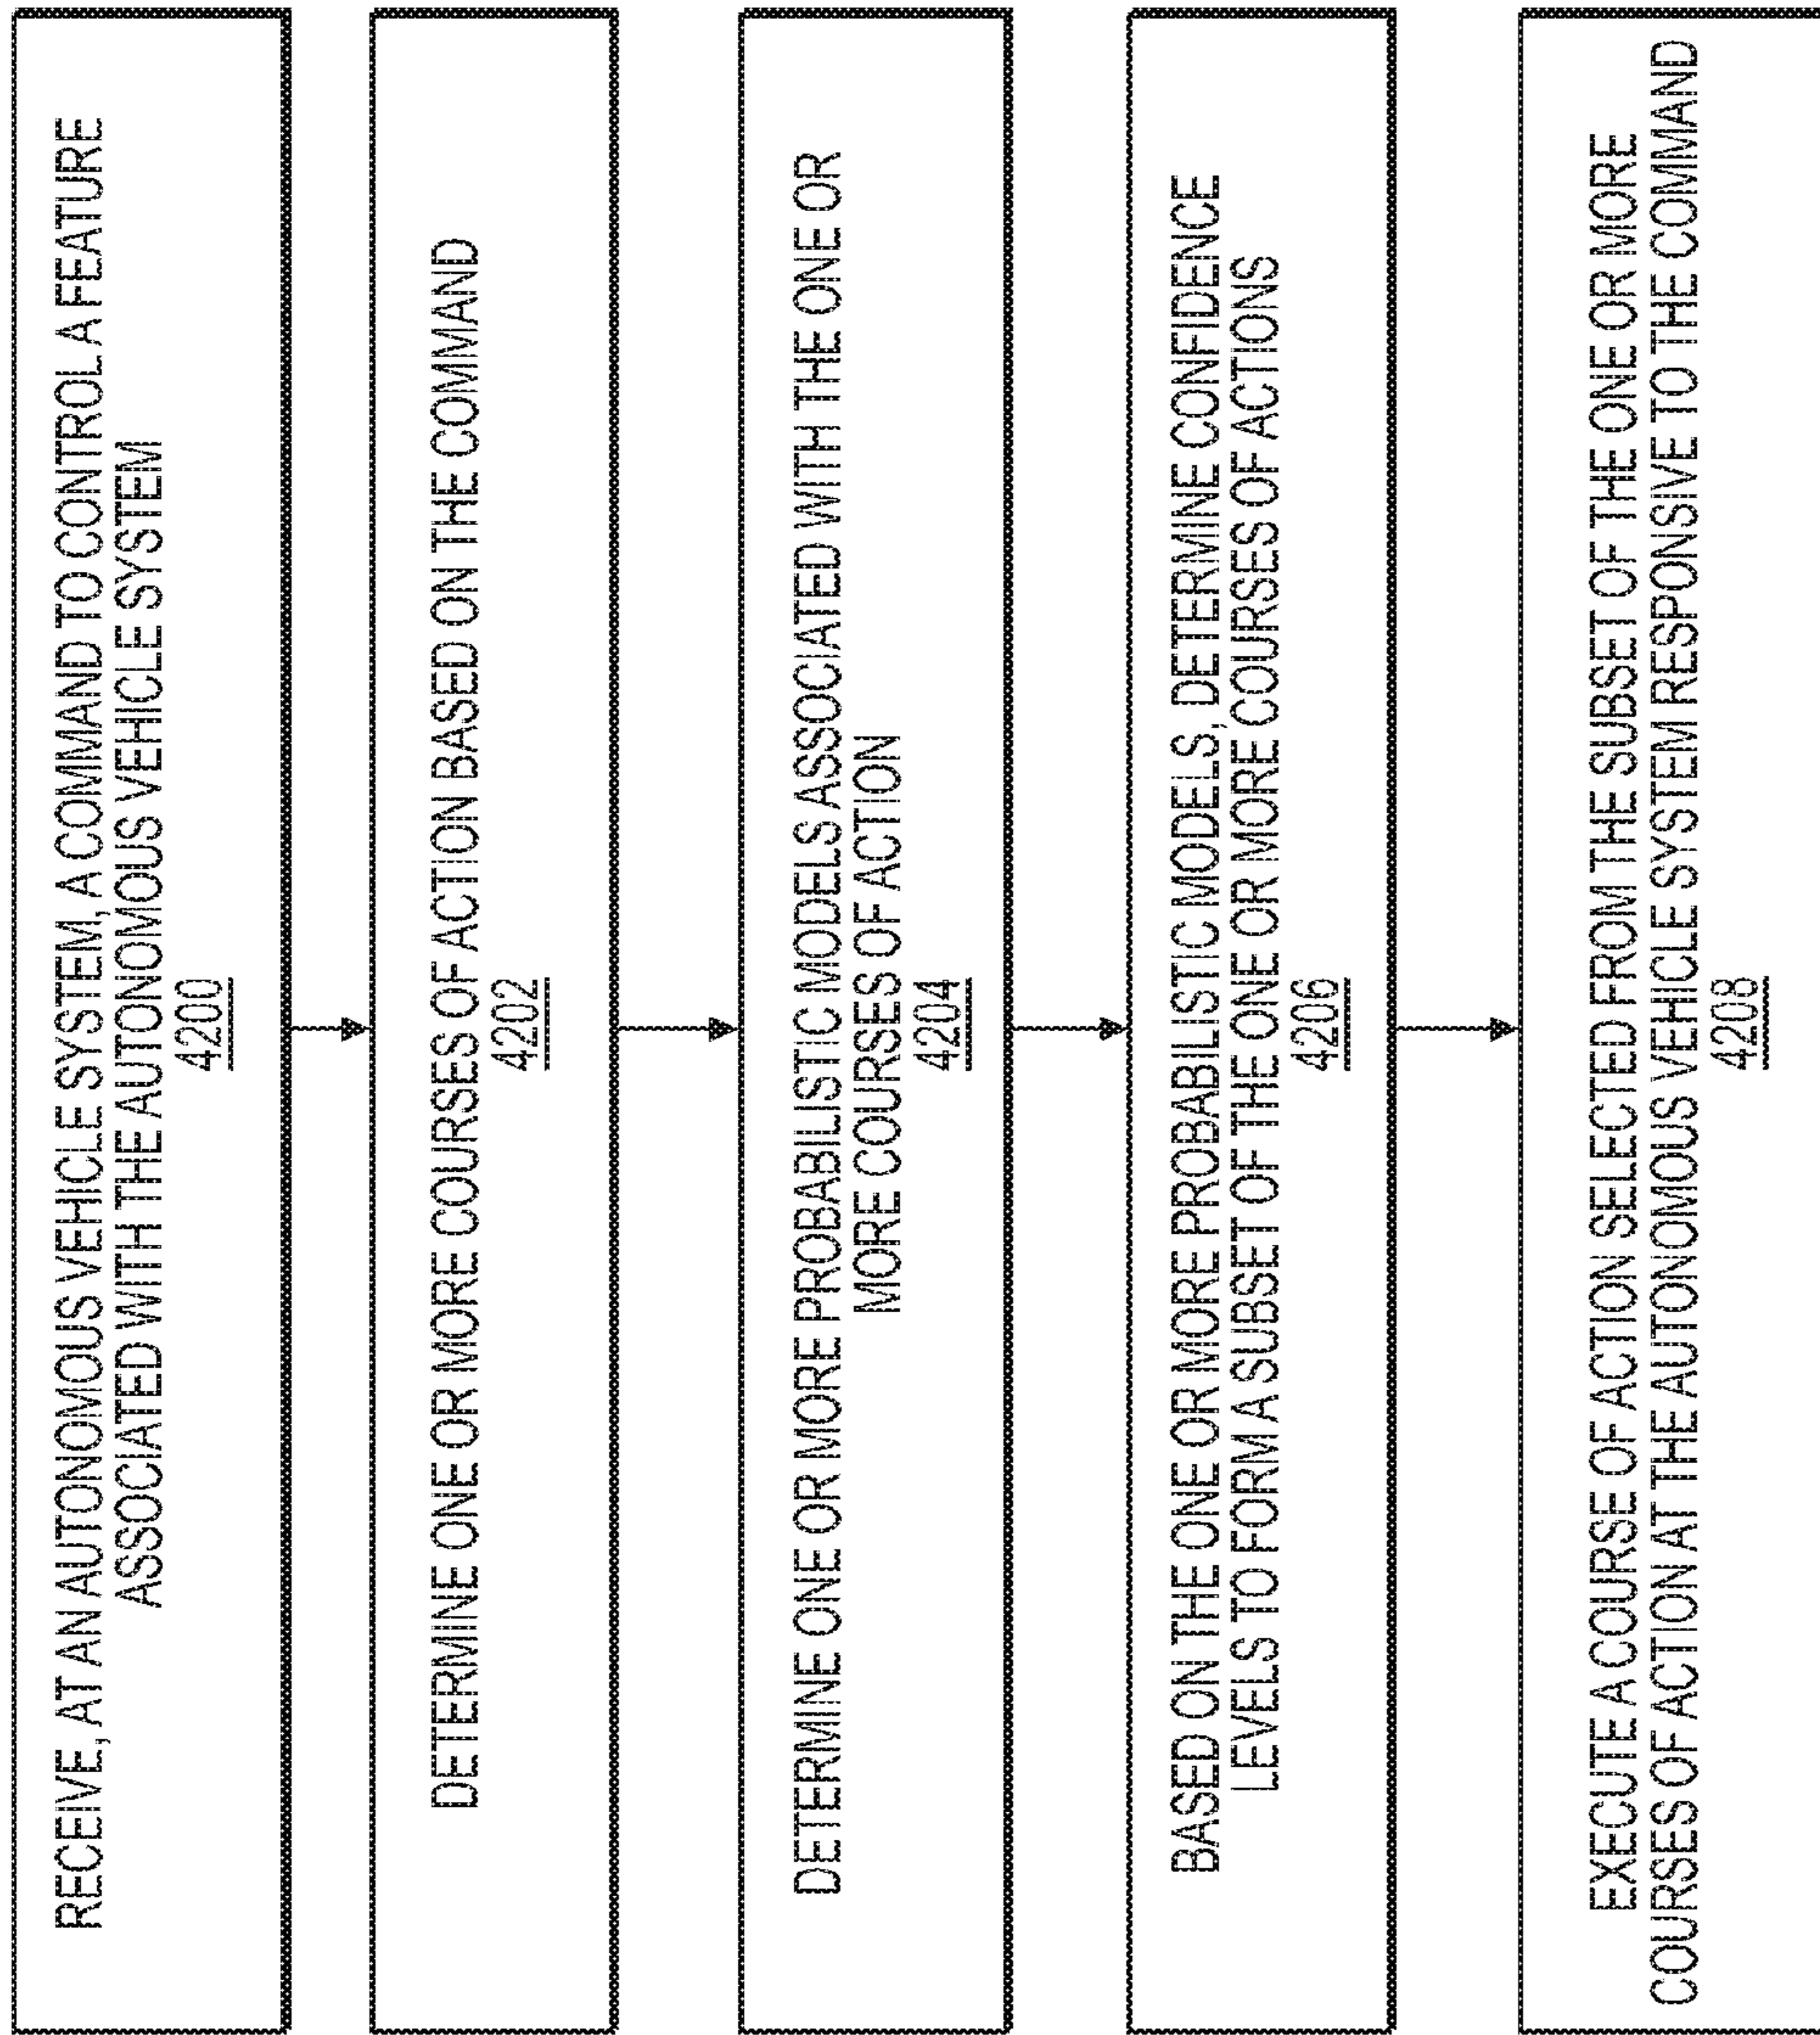 RECEIVE, AT AN AUTONOMOUS VEHICLE SYSTEM, A COMMAND TO CONTROL A FEATURE
ASSOCIATED WITH THE AUTONOMOUS VEHICLE SYSTEM
4200
DETERMINE ONE OR MORE COURSES OF ACTION BASED ON THE COMMAND
4202
DETERMINE ONE OR MORE PROBABILISTIC MODELS ASSOCIATED WITH THE ONE OR
MORE COURSES OF ACTION
4204
BASED ON THE ONE OR MORE PROBABILISTIC MODELS, DETERMINE CONFIDENCE
LEVELS TO FORM A SUBSET OF THE ONE OR MORE COURSES OF ACTIONS
4206
EXECUTE A COURSE OF ACTION SELECTED FROM THE SUBSET OF THE ONE OR MORE
COURSES OF ACTION AT THE AUTONOMOUS VEHICLE SYSTEM RESPONSIVE TO THE COMMAND
4208